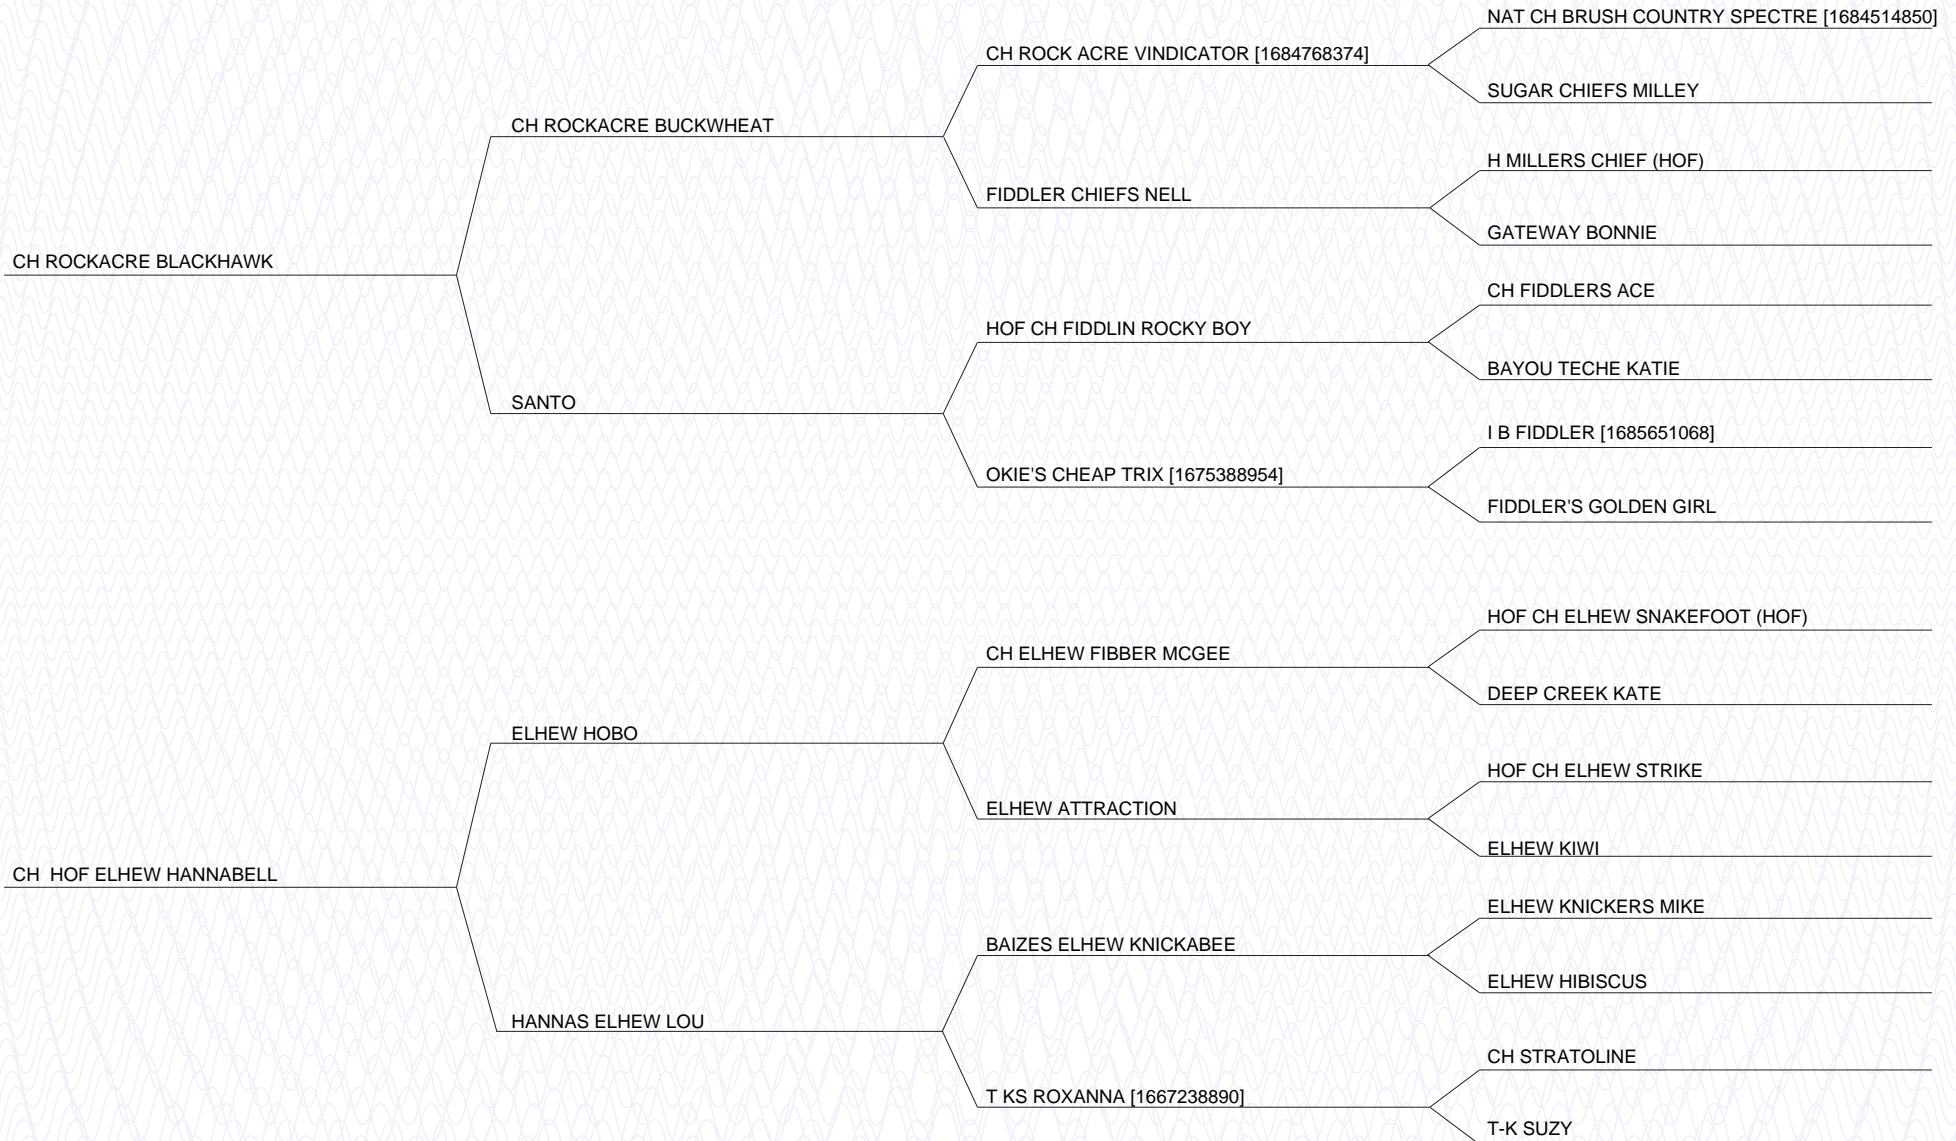 NAT CH BRUSH COUNTRY SPECTRE [1684514850]
CH ROCK ACRE VINDICATOR [1684768374]
SUGAR CHIEFS MILLEY
CH ROCKACRE BUCKWHEAT
H MILLERS CHIEF (HOF)
FIDDLER CHIEFS NELL
GATEWAY BONNIE
CH ROCKACRE BLACKHAWK
CH FIDDLERS ACE
HOF CH FIDDLIN ROCKY BOY
BAYOU TECHE KATIE
SANTO
I B FIDDLER [1685651068]
OKIE'S CHEAP TRIX [1675388954]
FIDDLER'S GOLDEN GIRL
HOF CH ELHEW SNAKEFOOT (HOF)
CH ELHEW FIBBER MCGEE
DEEP CREEK KATE
ELHEW HOBO
HOF CH ELHEW STRIKE
ELHEW ATTRACTION
ELHEW KIWI
CH  HOF ELHEW HANNABELL
ELHEW KNICKERS MIKE
BAIZES ELHEW KNICKABEE
ELHEW HIBISCUS
HANNAS ELHEW LOU
CH STRATOLINE
T KS ROXANNA [1667238890]
T-K SUZY